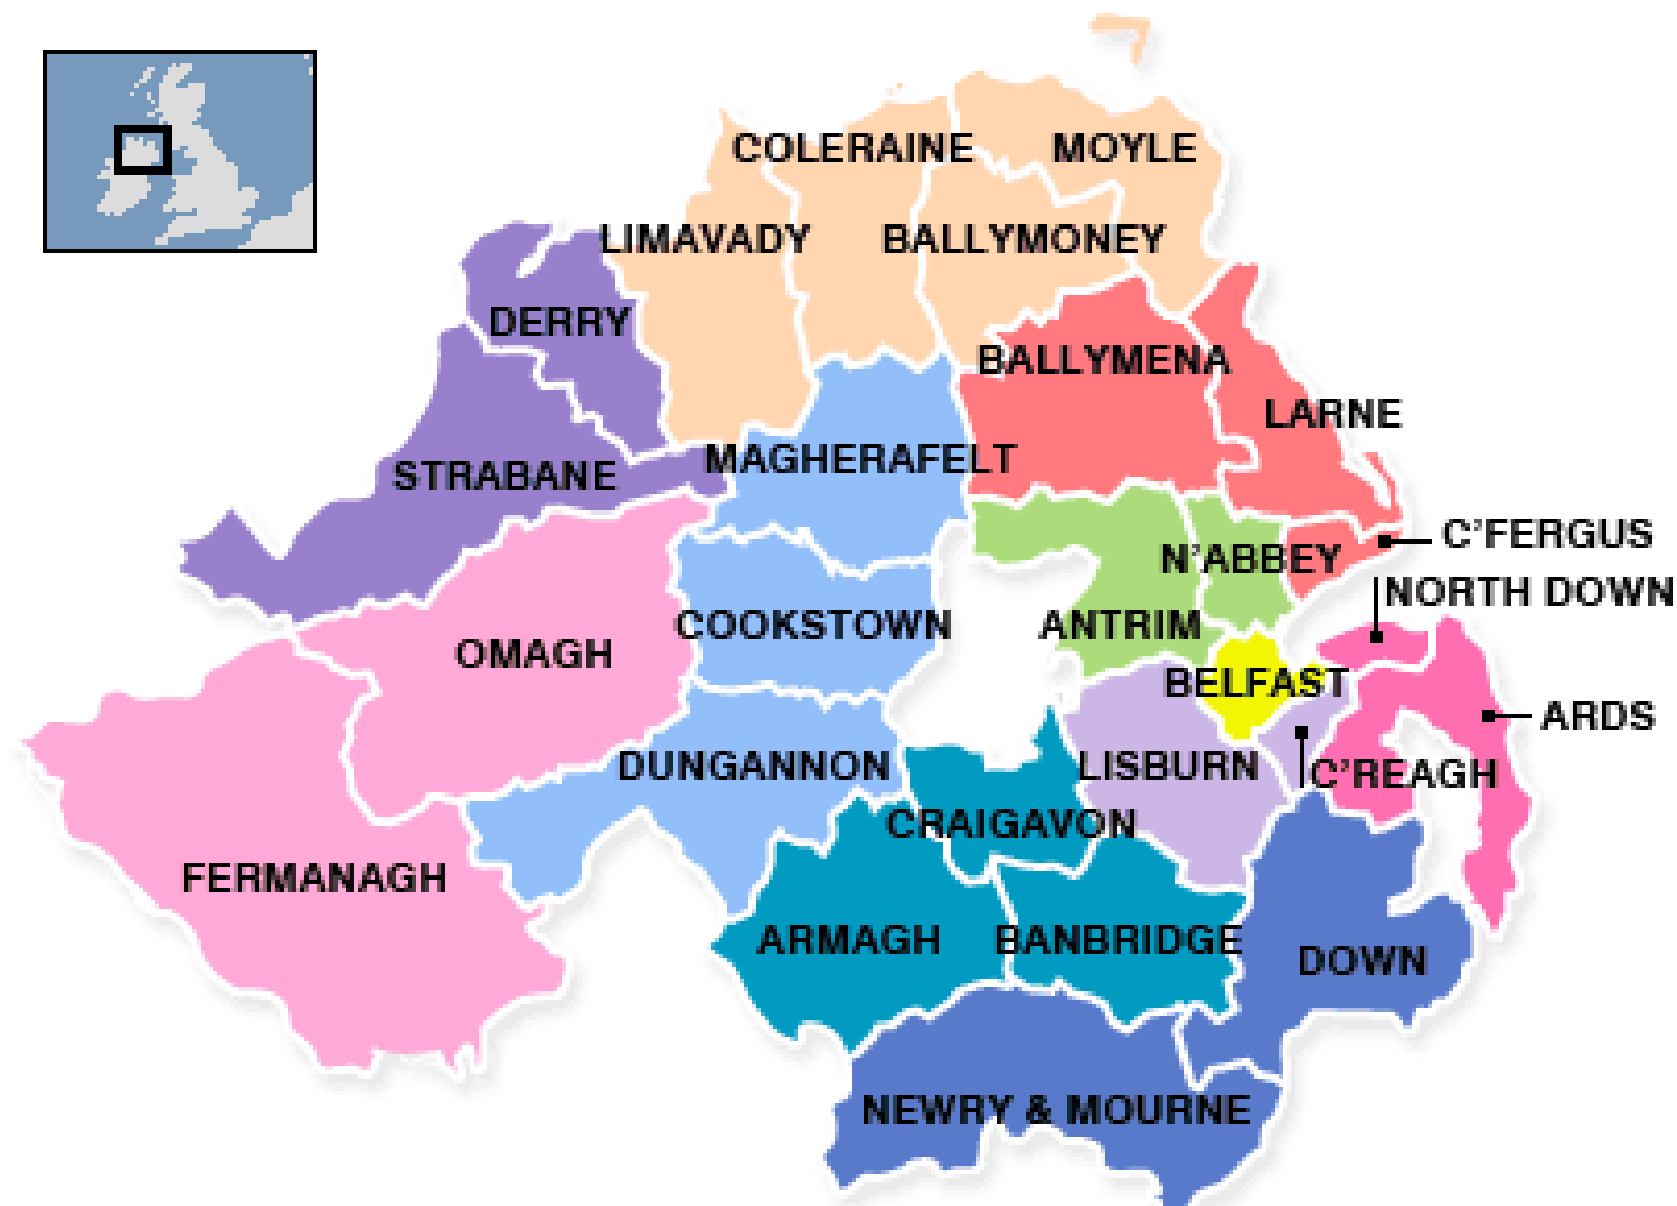 COLERAINE
MOYLE
LIMAVADY
BALLYMONEY
DERRY
BALLYMENA
LARNE
STRABANE
MAGHERAFELT
C'FERGUS
N'ABBEY
NORTH DOWN
COOKSTOWN
ANTRIM
OMAGH
BELFAST
ARDS
DUNGANNON
LISBURN
C'REAGH
CRAIGAVON
FERMANAGH
ARMAGH
BANBRIDGE
DOWN
NEWRY & MOURNE